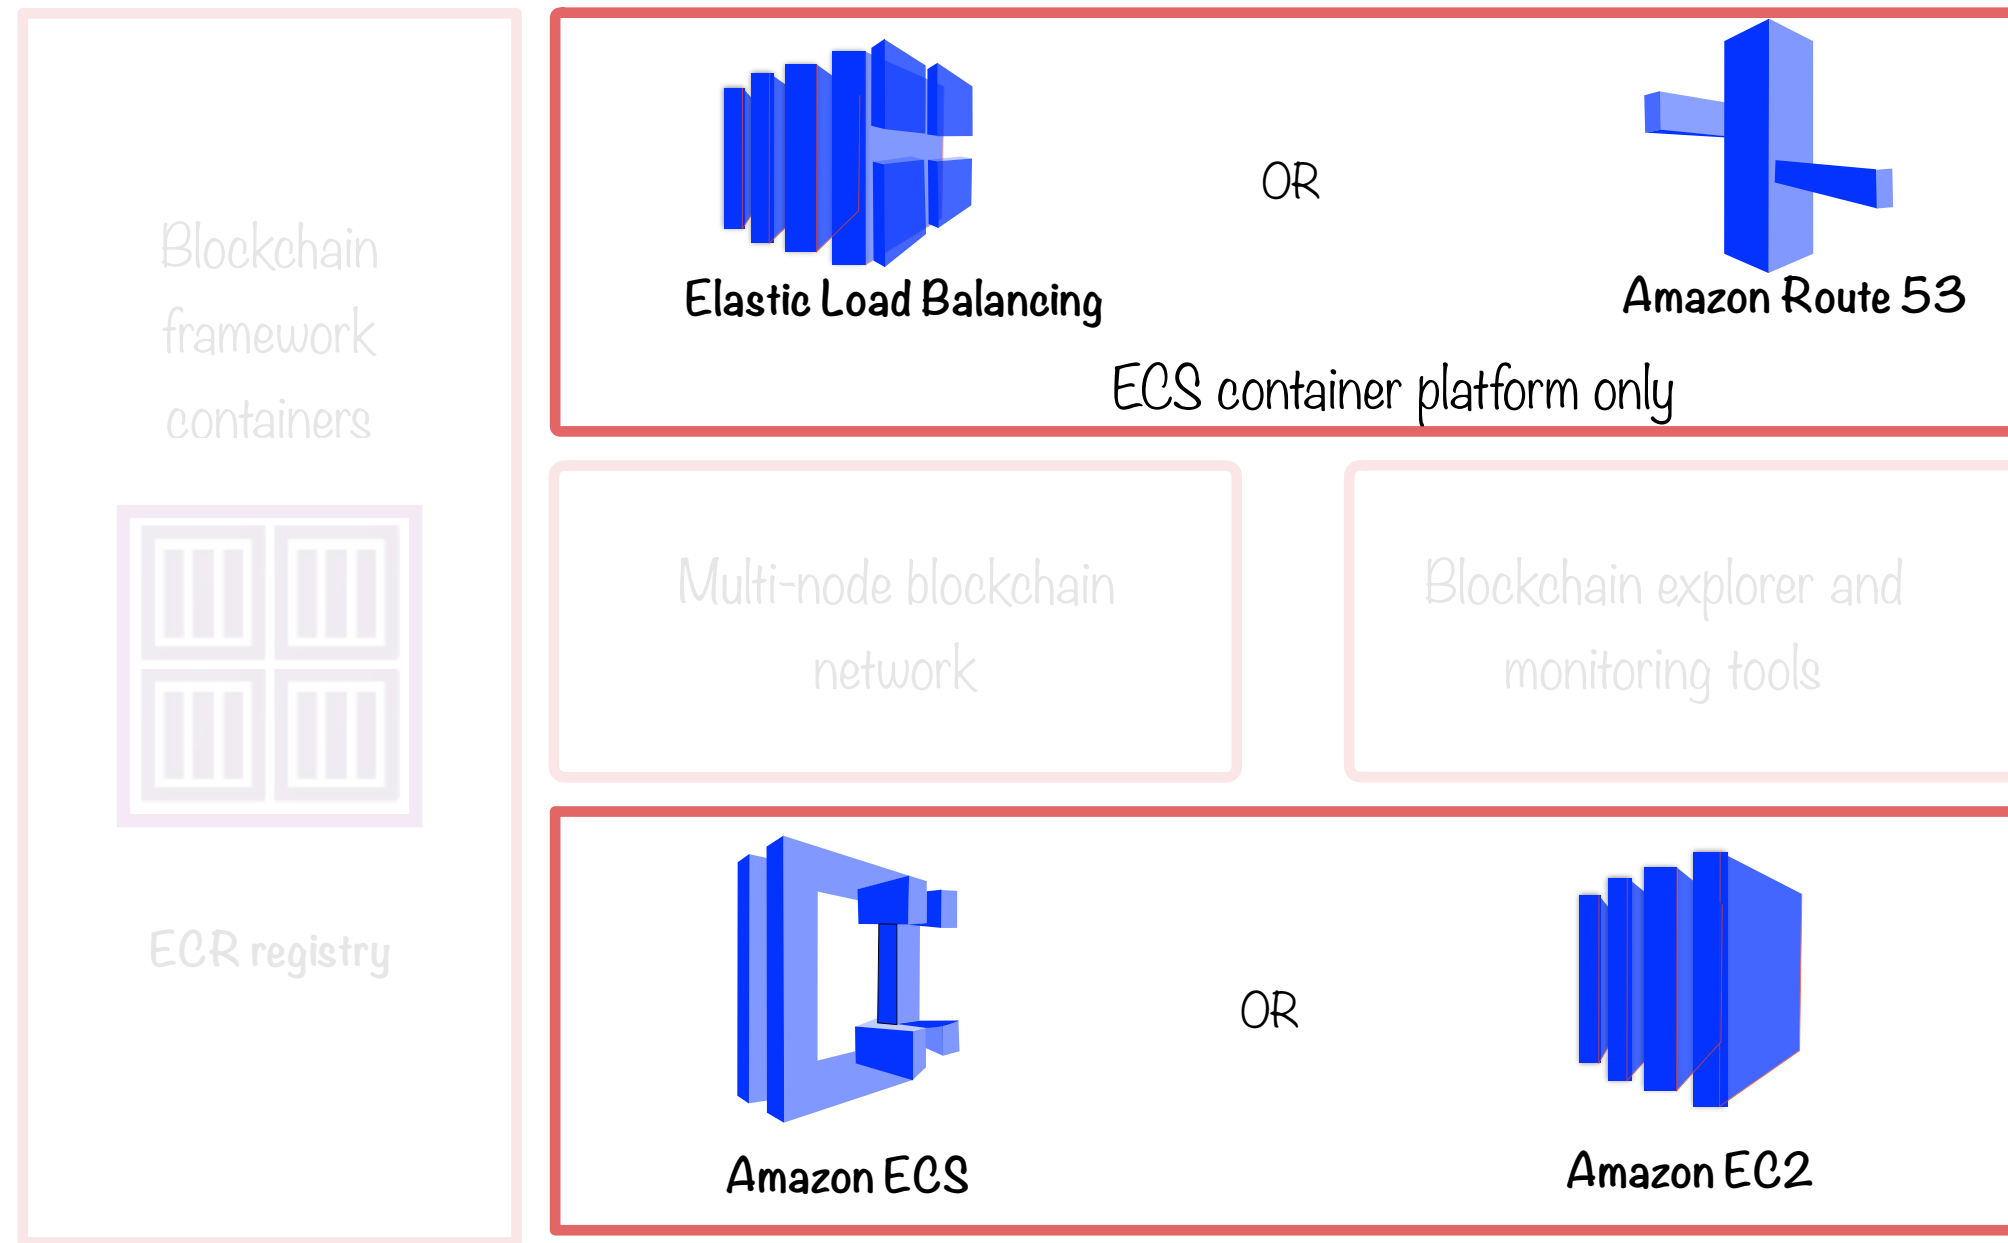 Blockchain
framework
containers
ECR registry
Elastic Load Balancing
OR
Amazon Route 53
ECS container platform only
Multi-node blockchain
network
Blockchain explorer and
monitoring tools
Amazon ECS
OR
Amazon EC2